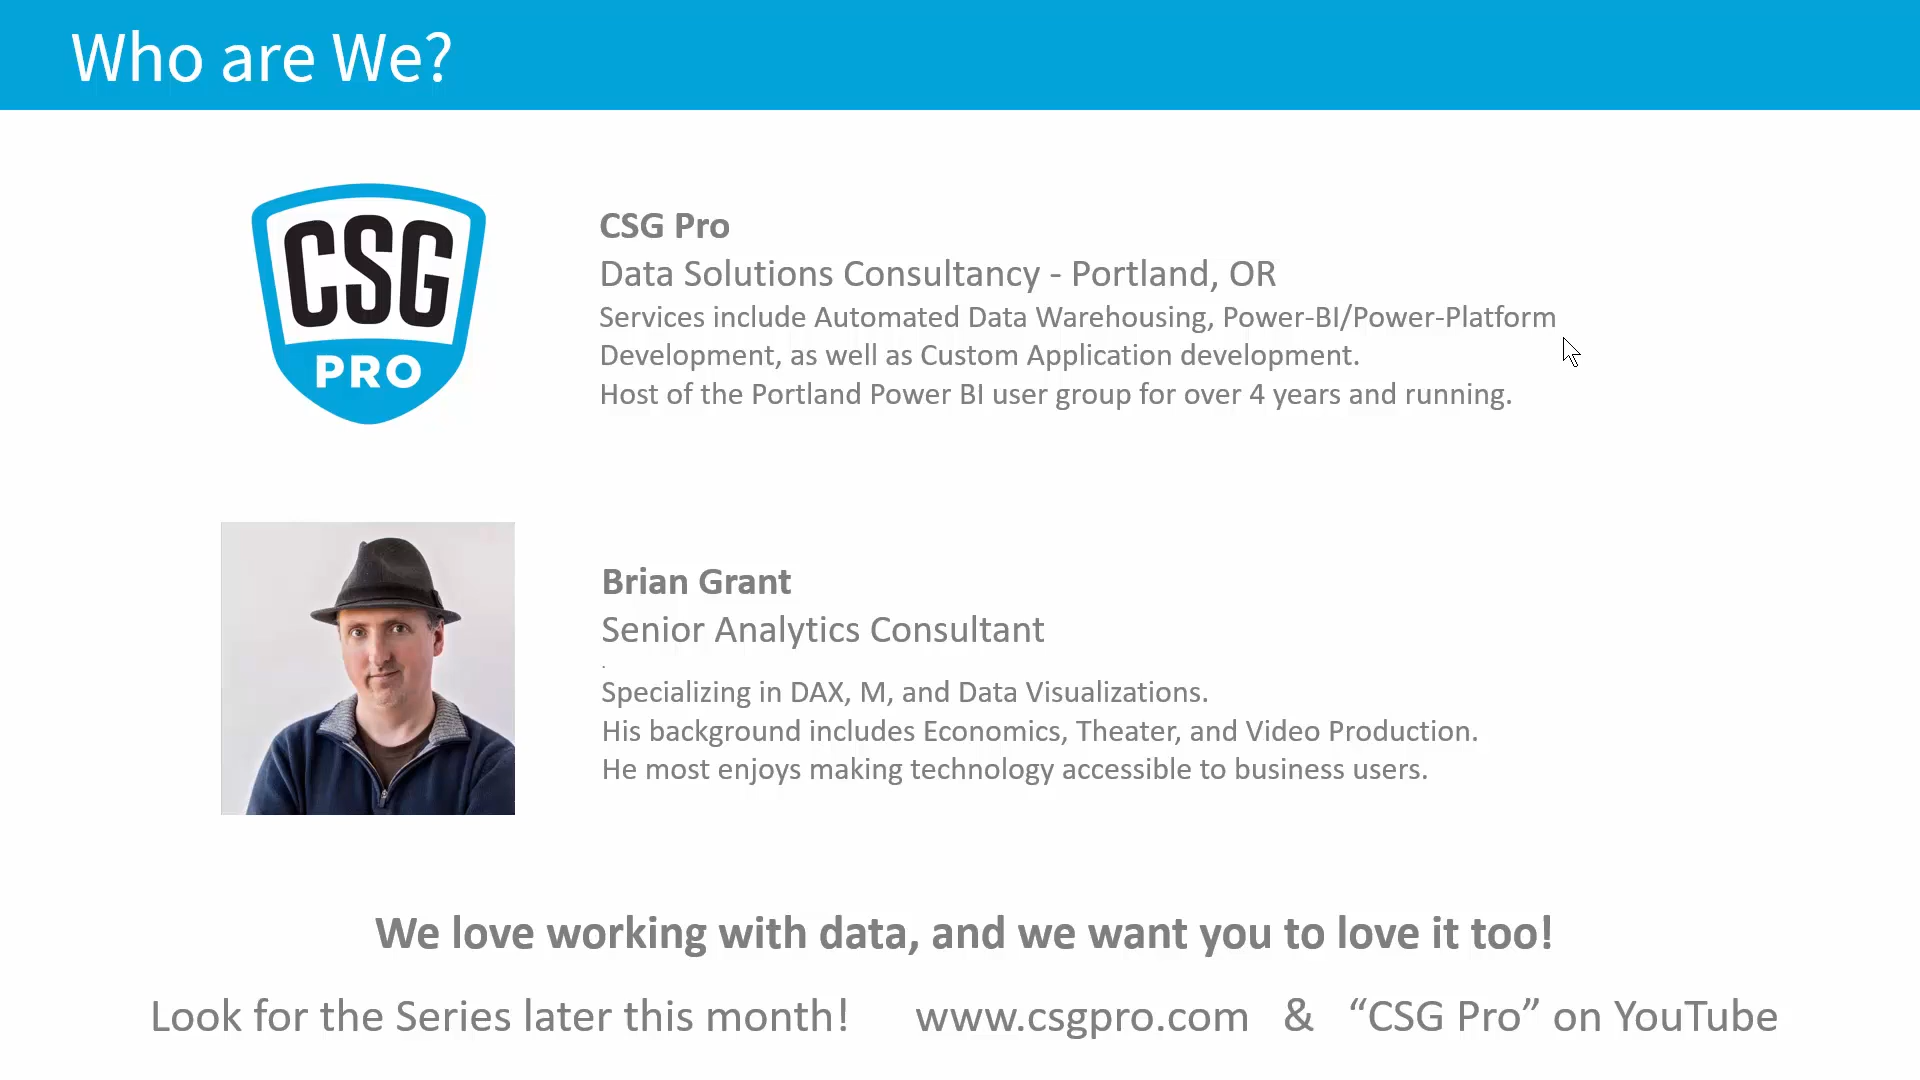 Who are We?
CSG
PRO
CSG Pro
Data Solutions Consultancy - Portland, OR
Services include Automated Data Warehousing, Power-BI/Power-Platform
Development, as well as Custom Application development.
Host of the Portland Power BI user group for over 4 years and running.
Brian Grant
Senior Analytics Consultant
.
Specializing in DAX, M, and Data Visualizations.
His background includes Economics, Theater, and Video Production.
He most enjoys making technology accessible to business users.
We love working with data, and we want you to love it too!
Look for the Series later this month! www.csgpro.com & “CSG Pro” on YouTube